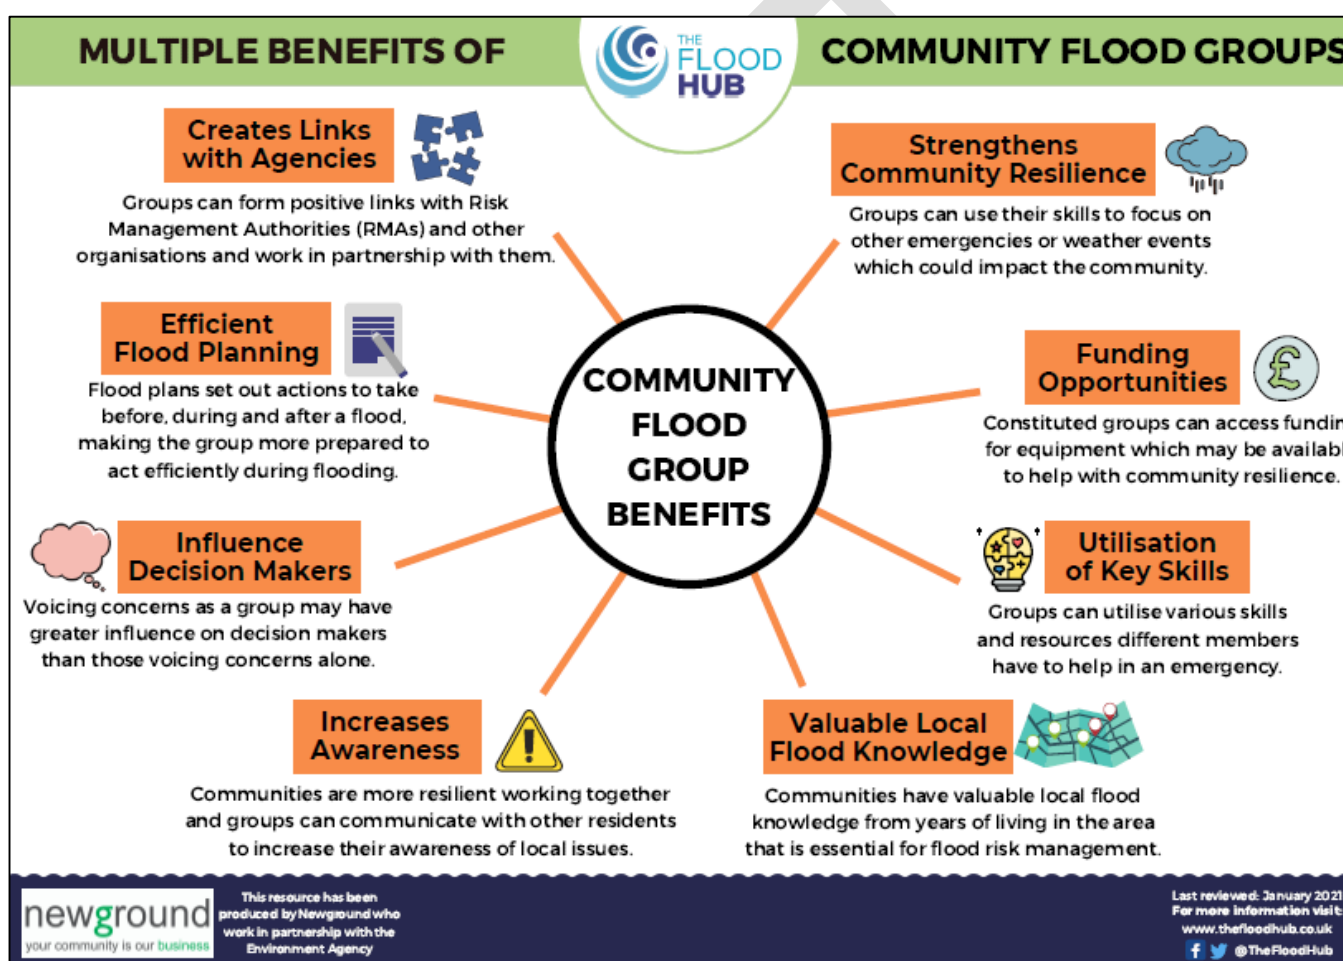 MULTIPLE BENEFITS OF
THE
FLOOD
HUB
COMMUNITY FLOOD GROUPS
Creates Links
with Agencies
Groups can form positive links with Risk
Management Authorities (RMAs) and other
organisations and work in partnership with them.
Efficient
Flood Planning
Flood plans set out actions to take
before, during and after a flood,
making the group more prepared to
act efficiently during flooding.
Influence
Decision Makers
Voicing concerns as a group may have
greater influence on decision makers
than those voicing concerns alone.
Increases
Awareness
Communities are more resilient working together
and groups can communicate with other residents
to increase their awareness of local issues.
COMMUNITY
FLOOD
GROUP
BENEFITS
Strengthens
Community Resilience
Groups can use their skills to focus on
other emergencies or weather events
which could impact the community.
Funding
Opportunities
£
Constituted groups can access fundin
for equipment which may be availabl
to help with community resilience.
Utilisation
of Key Skills
Groups can utilise various skills
and resources different members
have to help in an emergency.
Valuable Local
Flood Knowledge
Communities have valuable local flood
knowledge from years of living in the area
that is essential for flood risk management.
newground
your community is our business
This resource has been
produced by Newground who
work in partnership with the
Environment Agency
Last reviewed: January 2021
For more information visit:
www.thefloodhub.co.uk
@TheFloodHub